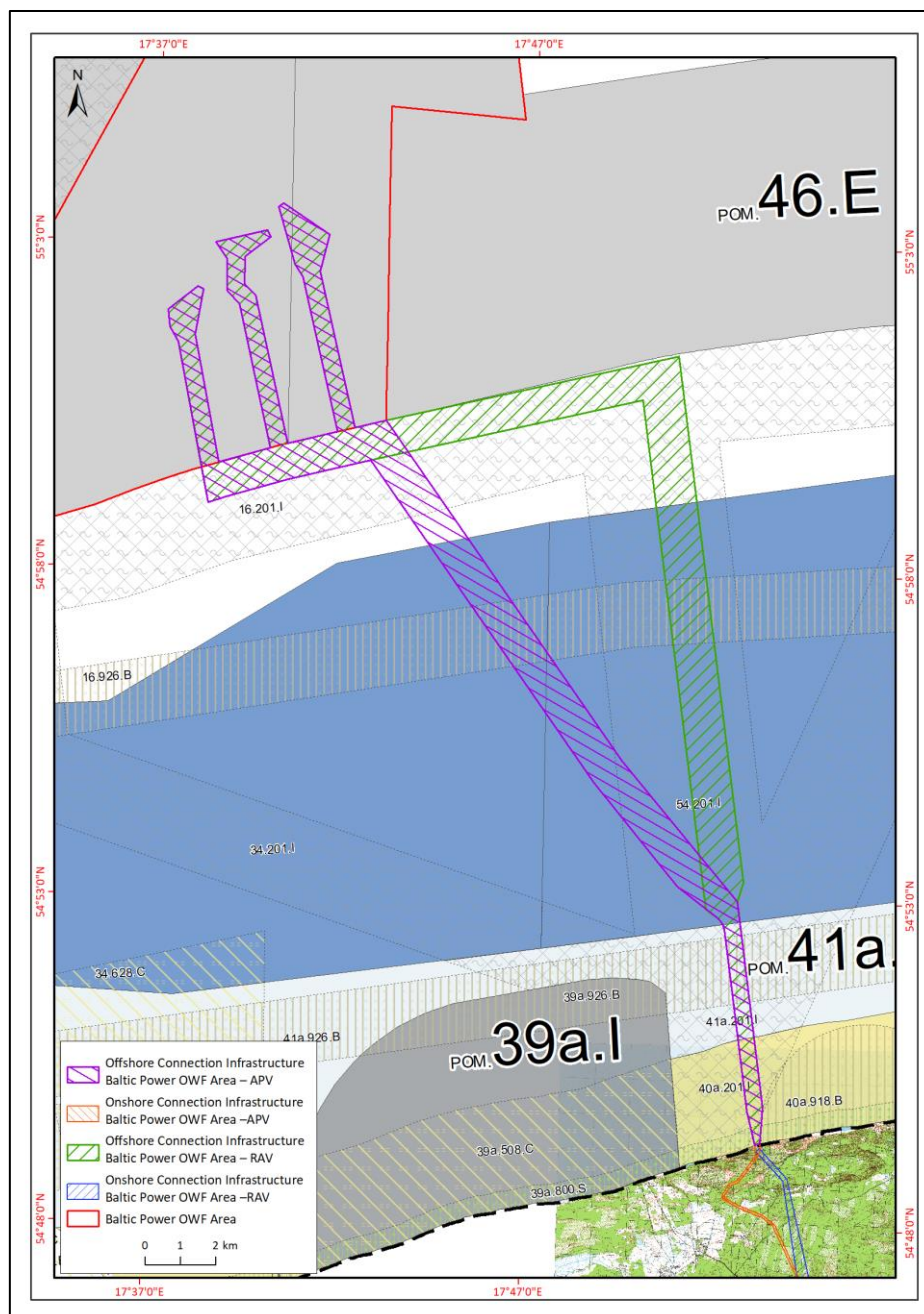 17°37'0"E
17°47'0"E
N
POM.46.E
55°3'0"N
55°3'0"N
16.201.I
54°58'0"N
54°58'0"N
16.926.B
54.201.I
34.201.I
54°53'0"N
54°53'0"N
POM.41a.
34.628.C
39a.926.B
41a.926.B
41a.201.I
POM.39a.I
40a.201.I
40a.918.B
39a.508.C
39a.800.S
Offshore Connection Infrastructure
Baltic Power OWF Area – APV
Onshore Connection Infrastructure
Baltic Power OWF Area –APV
Offshore Connection Infrastructure
Baltic Power OWF Area – RAV
Onshore Connection Infrastructure
Baltic Power OWF Area –RAV
Baltic Power OWF Area
0 1 2 km
54°48'0"N
54°48'0"N
17°37'0"E
17°47'0"E